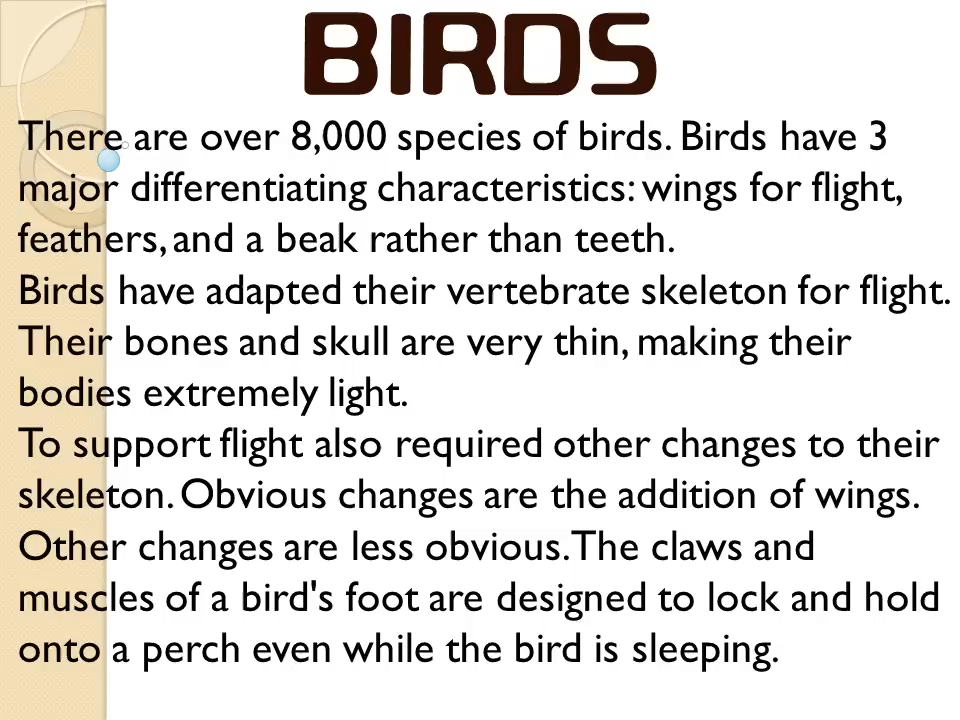 BIRDS
There are over 8,000 species of birds. Birds have 3
major differentiating characteristics: wings for flight,
feathers, and a beak rather than teeth.
Birds have adapted their vertebrate skeleton for flight.
Their bones and skull are very thin, making their
bodies extremely light.
To support flight also required other changes to their
skeleton. Obvious changes are the addition of wings.
Other changes are less obvious. The claws and
muscles of a bird's foot are designed to lock and hold
onto a perch even while the bird is sleeping.